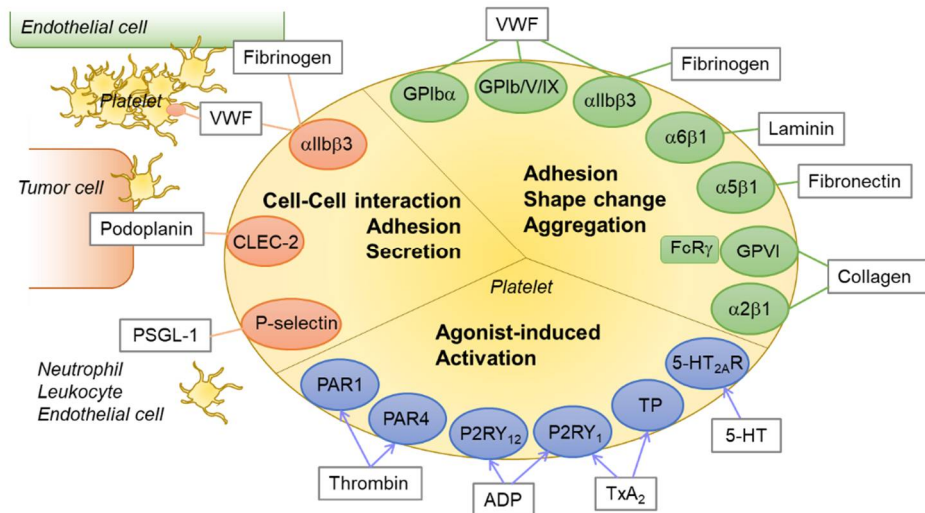 Endothelial cell
Platelet
Fibrinogen
VWF
αIIbβ3
Tumor cell
Podoplanin
CLEC-2
PSGL-1
P-selectin
Neutrophil
Leukocyte
Endothelial cell
Cell-Cell interaction
Adhesion
Secretion
VWF
GPIbα
GPIb/V/IX
αIIbβ3
Fibrinogen
α6β1
Laminin
α5β1
Fibronectin
FcRγ
GPVI
α2β1
Collagen
Adhesion
Shape change
Aggregation
Platelet
Agonist-induced
Activation
PAR1
PAR4
P2RY₁₂
P2RY₁
TP
5-HT₂ₐR
Thrombin
ADP
TxA₂
5-HT